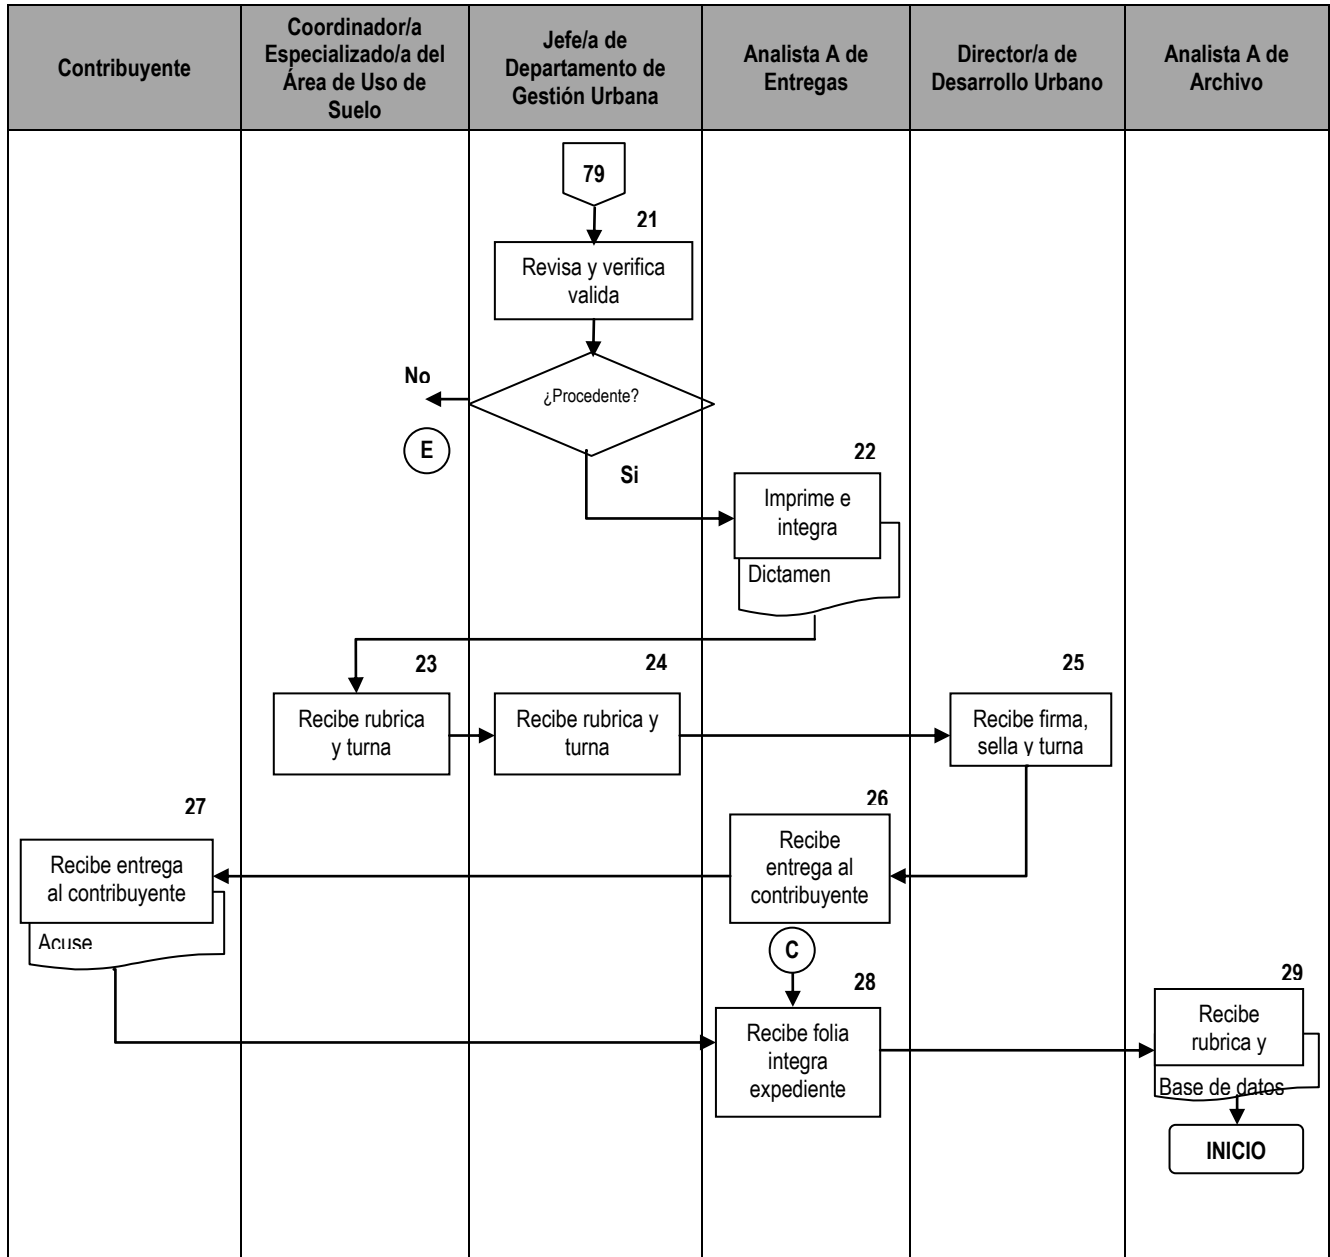 Contribuyente
Coordinador/a
Especializado/a del
Área de Uso de
Suelo
Jefe/a de
Departamento de
Gestión Urbana
Analista A de
Entregas
Director/a de
Desarrollo Urbano
Analista A de
Archivo
79
21
Revisa y verifica
valida
¿Procedente?
No
E
Si
22
Imprime e
integra
Dictamen
23
Recibe rubrica
y turna
24
Recibe rubrica y
turna
25
Recibe firma,
sella y turna
26
Recibe
entrega al
contribuyente
27
Recibe entrega
al contribuyente
Acuse
C
28
Recibe folia
integra
expediente
29
Recibe
rubrica y
Base de datos
INICIO